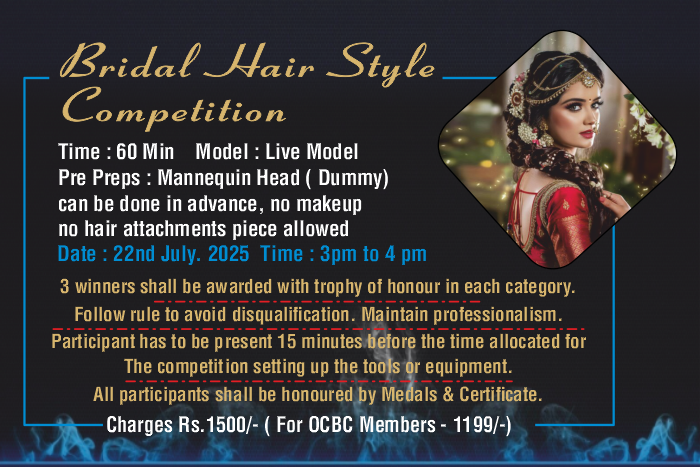 Bridal Hair Style
Competition
Time : 60 Min Model : Live Model
Pre Preps : Mannequin Head ( Dummy)
can be done in advance, no makeup
no hair attachments piece allowed
Date : 22nd July. 2025 Time : 3pm to 4 pm
3 winners shall be awarded with trophy of honour in each category.
Follow rule to avoid disqualification. Maintain professionalism.
Participant has to be present 15 minutes before the time allocated for
The competition setting up the tools or equipment.
All participants shall be honoured by Medals & Certificate.
Charges Rs.1500/- ( For OCBC Members - 1199/-)